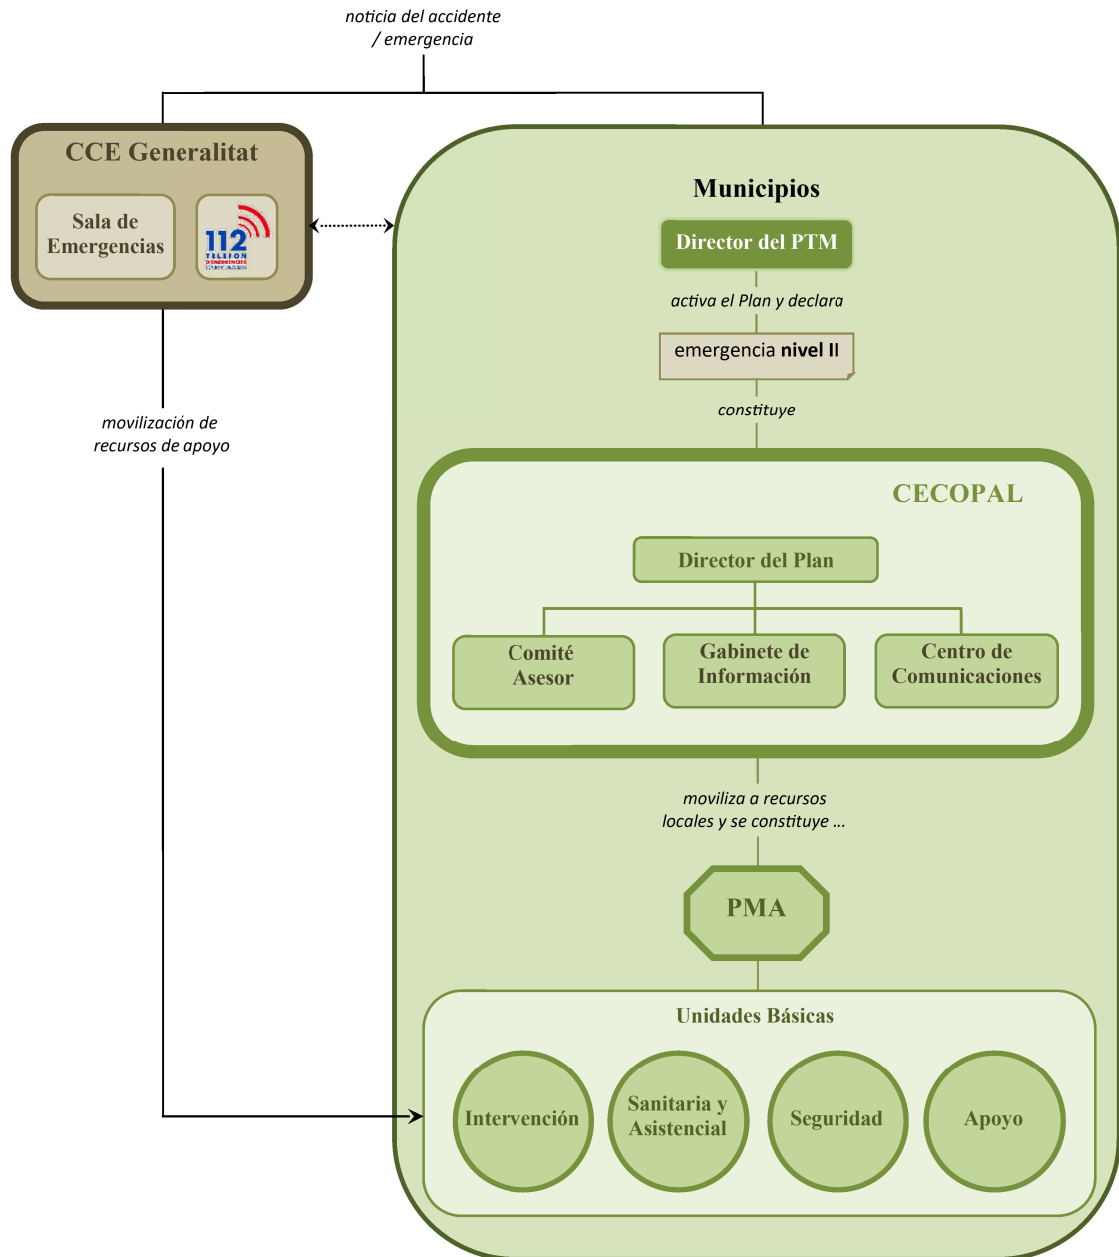 noticia del accidente
/ emergencia
CCE Generalitat
Sala de
Emergencias
112
TELÈFON
D'EMERGÈNCIES
Municipios
Director del PTM
activa el Plan y declara
emergencia nivel II
constituye
movilización de
recursos de apoyo
CECOPAL
Director del Plan
Comité
Asesor
Gabinete de
Información
Centro de
Comunicaciones
moviliza a recursos
locales y se constituye ...
PMA
Unidades Básicas
Intervención
Sanitaria y
Asistencial
Seguridad
Apoyo